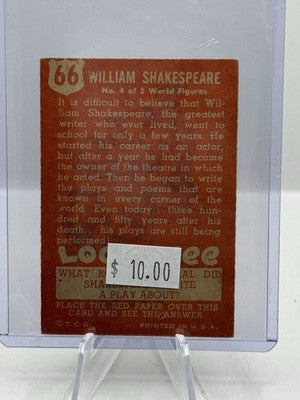 66 WILLIAM SHAKESPEARE
No. 4 of 5 World Figures
It is difficult to believe that Wil-
liam Shakespeare, the greatest
writer who ever lived, went to
school for only a few years. He
started his career as an actor,
but after a year he had become
owner of the theatre in which he
acted. Then he began to write
the plays and poems that are
known in every corner of the
world. Even today... three hun-
dred and fifty years after his
death... his plays are still being
performed!
$ 10.00
WHAT DID
A PLAY ABOUT?
PLACE THE RED PAPER OVER THIS
CARD AND SEE THE ANSWER.
© T.C.G. PRINTED IN U.S.A.